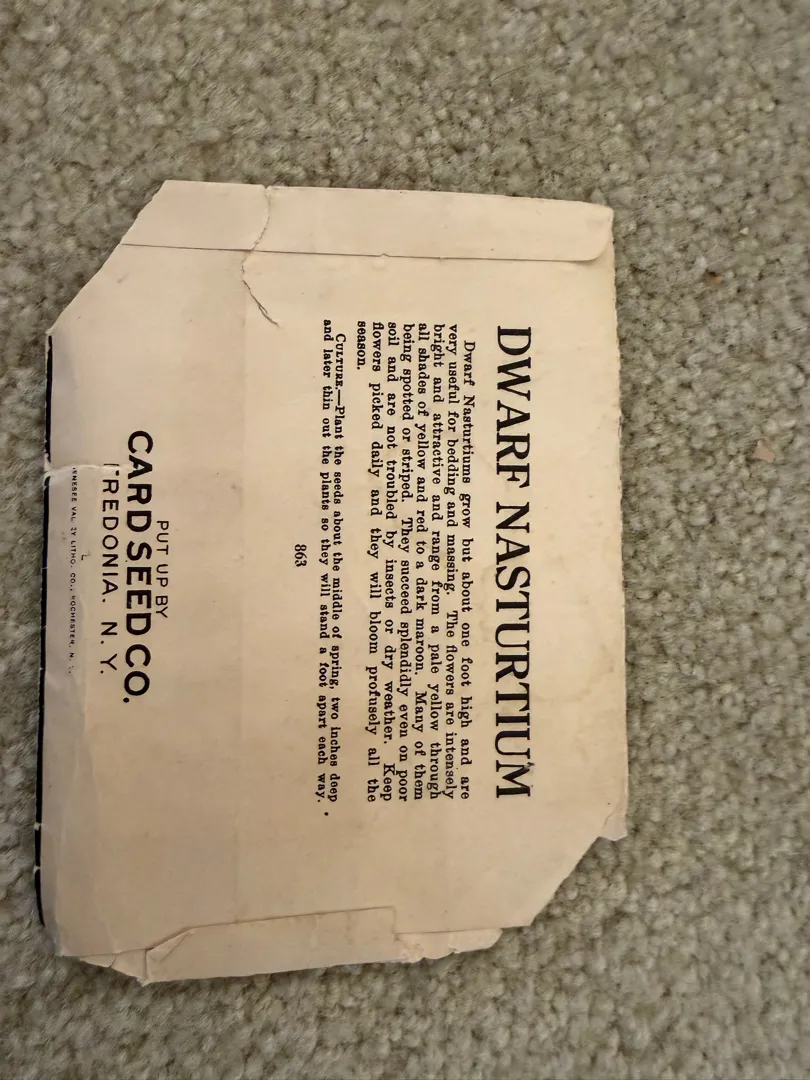 DWARF NASTURTIUM
Dwarf Nasturtiums grow but about one foot high and are
very useful for bedding and massing. The flowers are intensely
bright and attractive and range from a pale yellow through
all shades of yellow and red to a dark maroon. Many of them
being spotted or striped. They succeed splendidly even on poor
soil and are not troubled by insects or dry weather. Keep
flowers picked daily and they will bloom profusely all the
season.
CULTURE.—Plant the seeds about the middle of spring, two inches deep
and later thin out the plants so they will stand a foot apart each way.
863
PUT UP BY
CARD SEED CO.
FREDONIA. N. Y.
LITHO. CO., ROCHESTER, N.